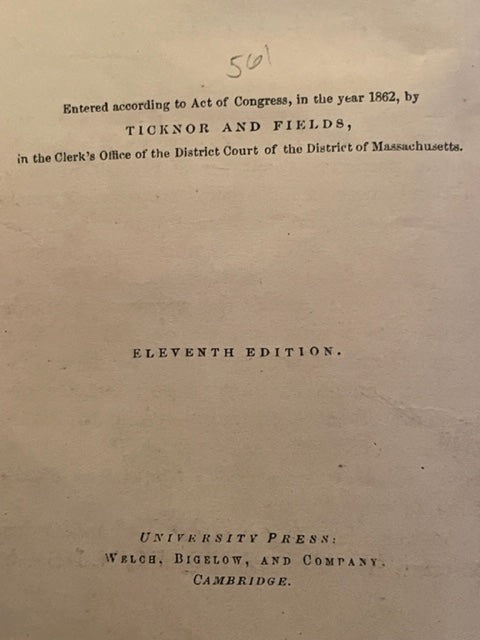 561
Entered according to Act of Congress, in the year 1862, by
TICKNOR AND FIELDS,
in the Clerk's Office of the District Court of the District of Massachusetts.
ELEVENTH EDITION.
UNIVERSITY PRESS:
WELCH, BIGELOW, AND COMPANY.
CAMBRIDGE.